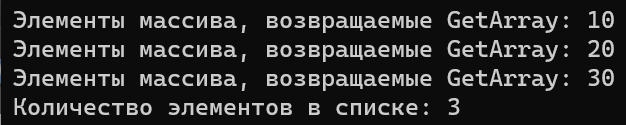 Элементы массива, возвращаемые GetArray: 10
Элементы массива, возвращаемые GetArray: 20
Элементы массива, возвращаемые GetArray: 30
Количество элементов в списке: 3